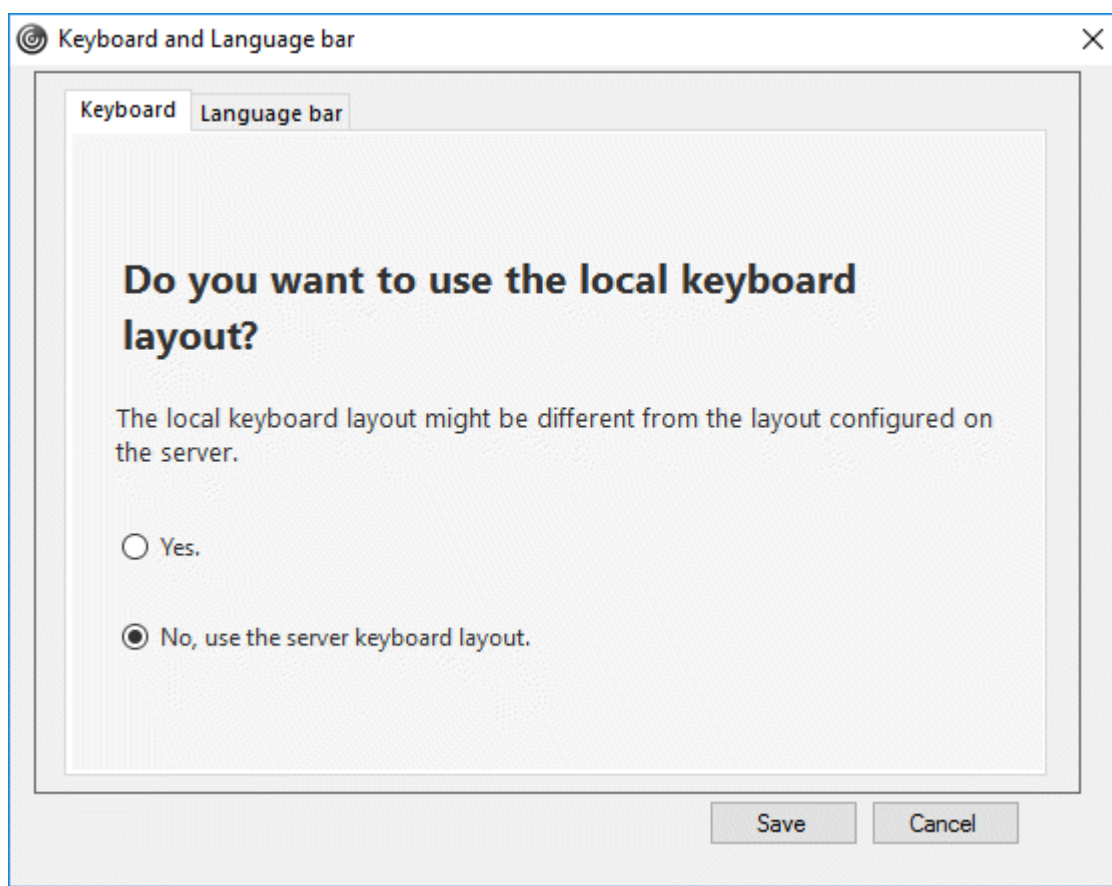 Keyboard and Language bar
Keyboard
Language bar
Do you want to use the local keyboard
layout?
The local keyboard layout might be different from the layout configured on
the server.
Yes.
No, use the server keyboard layout.
Save
Cancel